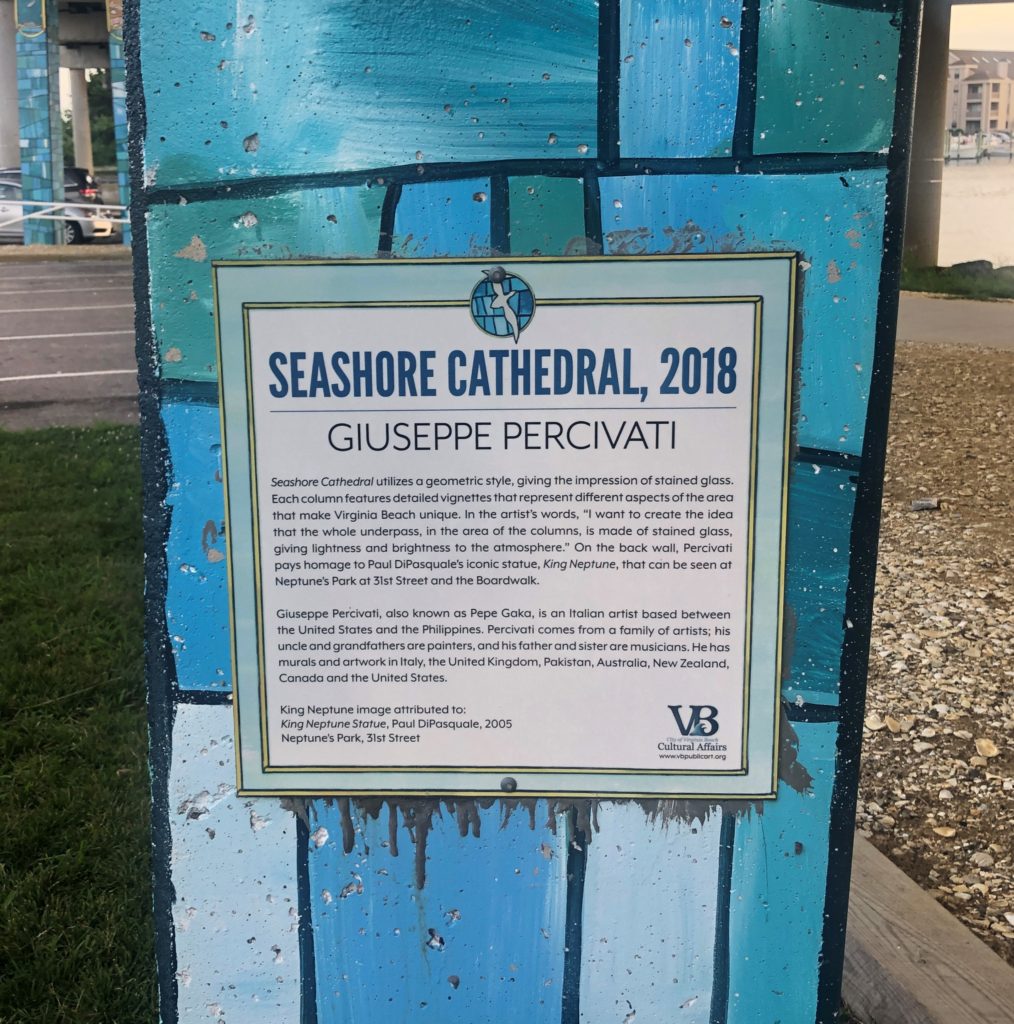 SEASHORE CATHEDRAL, 2018
GIUSEPPE PERCIVATI
Seashore Cathedral utilizes a geometric style, giving the impression of stained glass.
Each column features detailed vignettes that represent different aspects of the area
that make Virginia Beach unique. In the artist's words, “I want to create the idea
that the whole underpass, in the area of the columns, is made of stained glass,
giving lightness and brightness to the atmosphere.” On the back wall, Percivati
pays homage to Paul DiPasquale's iconic statue, King Neptune, that can be seen at
Neptune's Park at 31st Street and the Boardwalk.
Giuseppe Percivati, also known as Pepe Gaka, is an Italian artist based between
the United States and the Philippines. Percivati comes from a family of artists; his
uncle and grandfathers are painters, and his father and sister are musicians. He has
murals and artwork in Italy, the United Kingdom, Pakistan, Australia, New Zealand,
Canada and the United States.
King Neptune image attributed to:
King Neptune Statue, Paul DiPasquale, 2005
Neptune's Park, 31st Street
VB
City of Virginia Beach
Cultural Affairs
www.vbpublicart.org